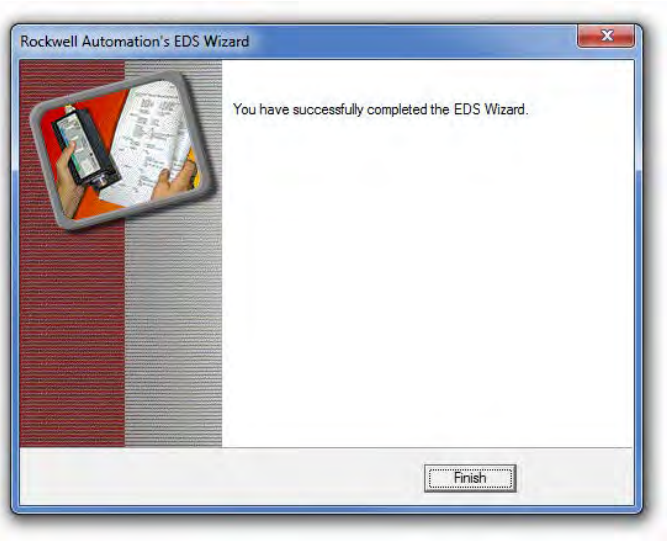 Rockwell Automation's EDS Wizard
You have successfully completed the EDS Wizard.
Finish